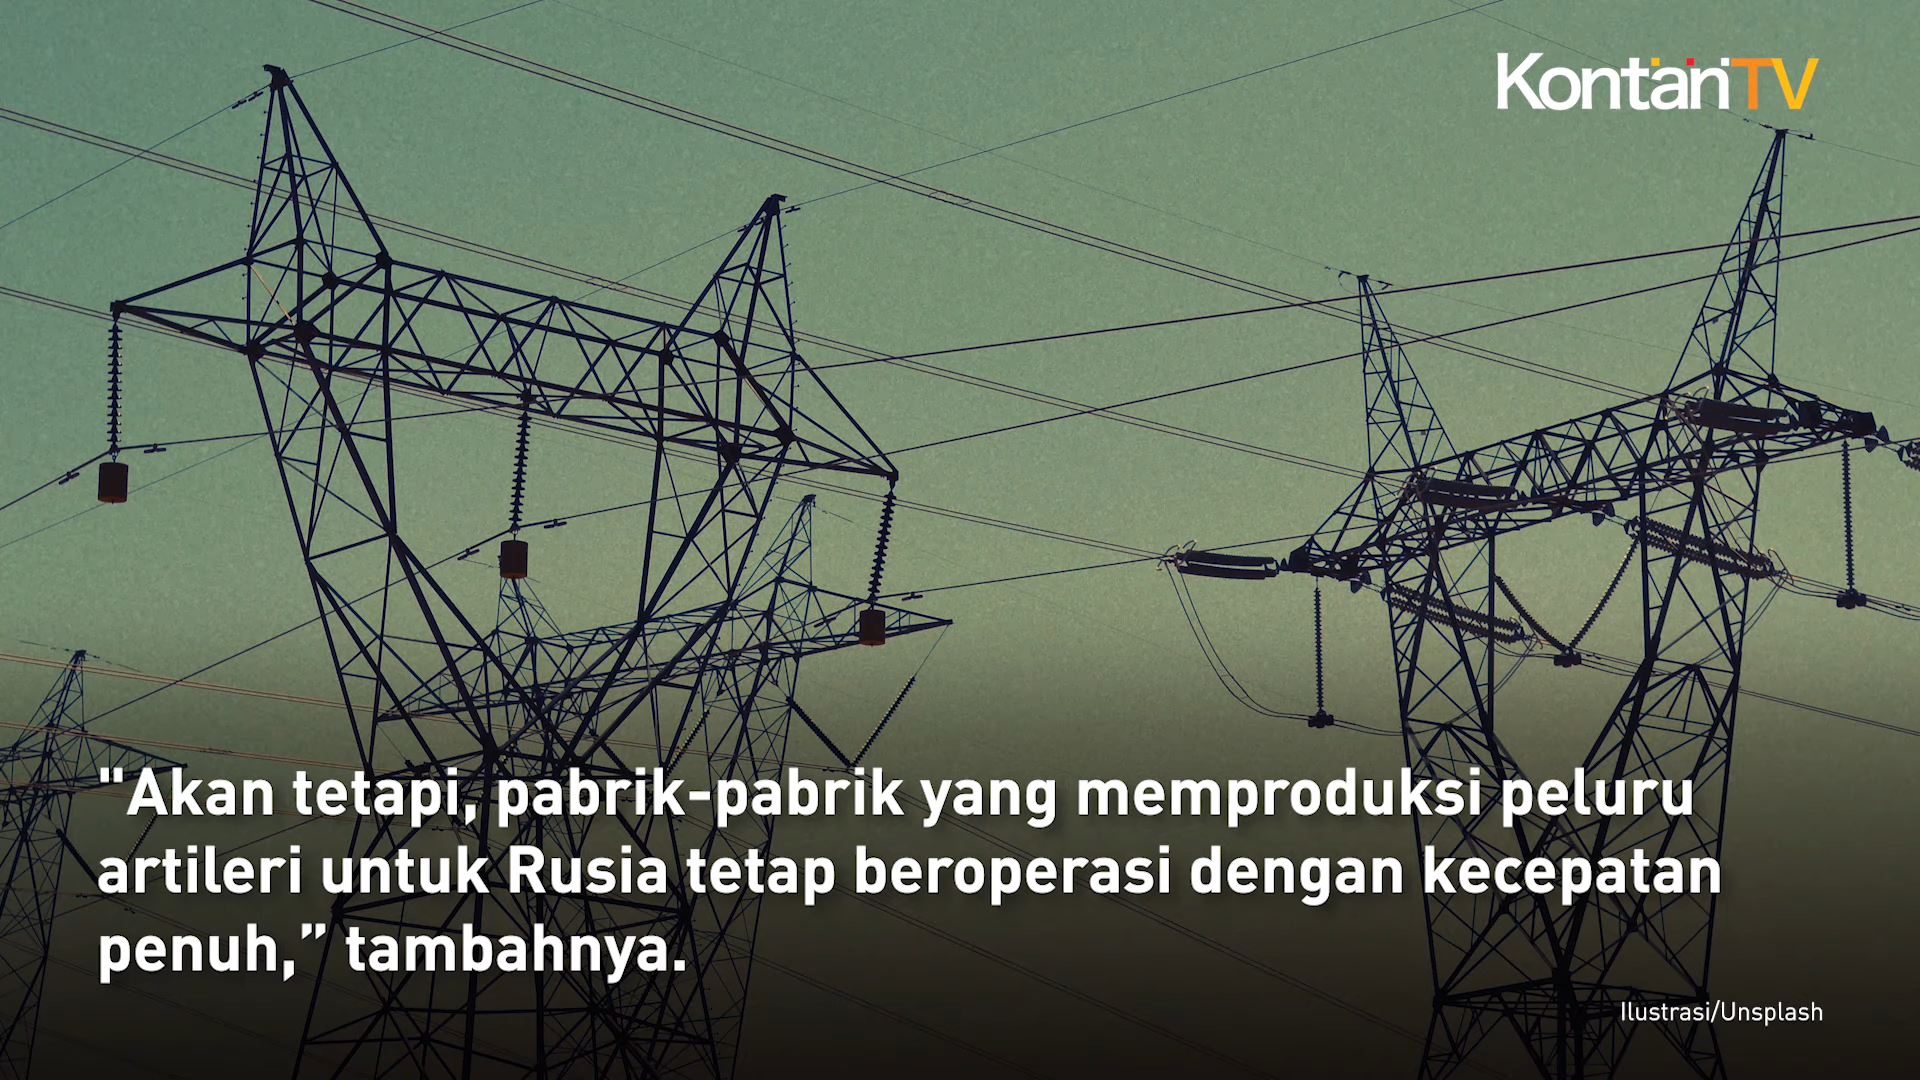 KontanTV
"Akan tetapi, pabrik-pabrik yang memproduksi peluru
artileri untuk Rusia tetap beroperasi dengan kecepatan
penuh,” tambahnya.
Ilustrasi/Unsplash